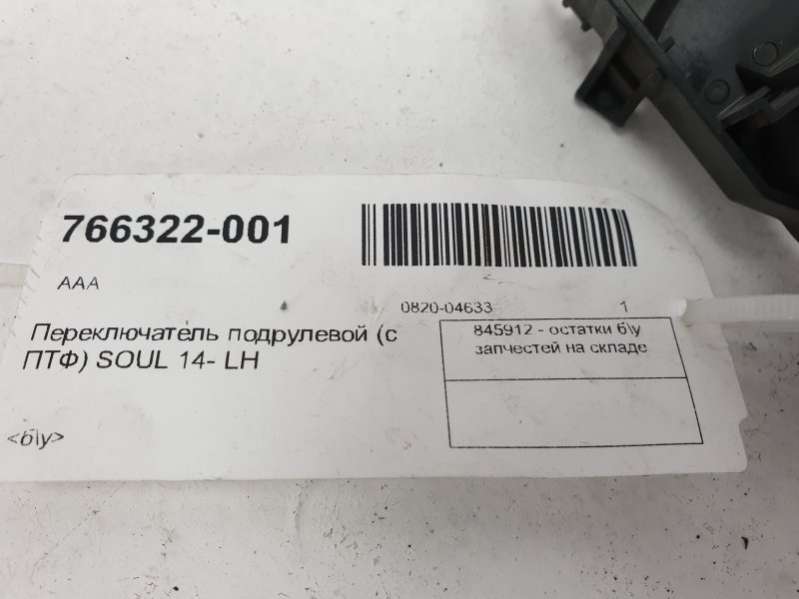 766322-001
AAA
0820-04633 1
Переключатель подрулевой (с
ПТФ) SOUL 14- LH
845912 - остатки б\у
запчестей на складе
<б\у>